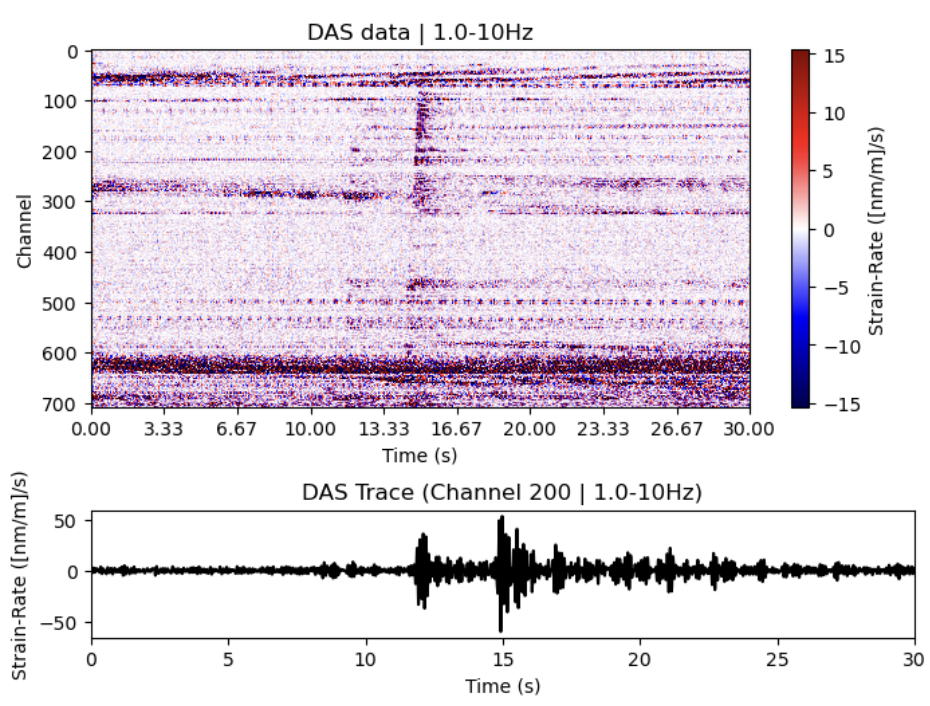 DAS data | 1.0-10Hz
0
100
200
300
400
500
600
700
Channel
0.00 3.33 6.67 10.00 13.33 16.67 20.00 23.33 26.67 30.00
Time (s)
15
10
5
0
−5
−10
−15
Strain-Rate ([nm/m]/s)
DAS Trace (Channel 200 | 1.0-10Hz)
Strain-Rate ([nm/m]/s)
50
0
−50
0 5 10 15 20 25 30
Time (s)